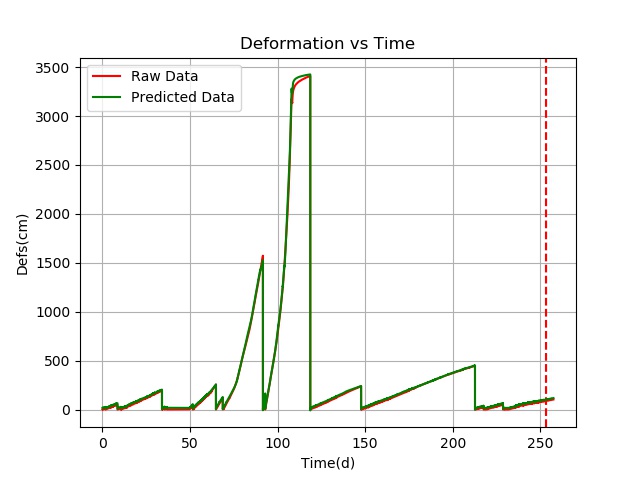 Deformation vs Time
Raw Data
Predicted Data
3500
3000
2500
2000
1500
1000
500
0
Defs(cm)
0 50 100 150 200 250
Time(d)